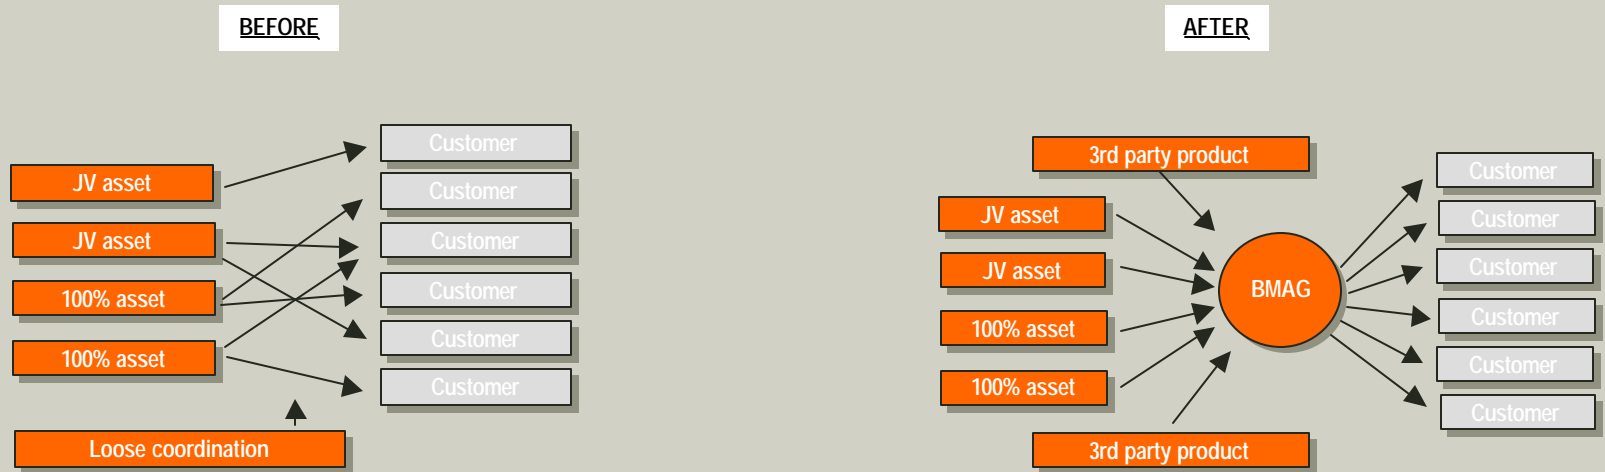 BEFORE
JV asset
JV asset
100% asset
100% asset
Loose coordination
Customer
Customer
Customer
Customer
Customer
Customer
AFTER
3rd party product
JV asset
JV asset
100% asset
100% asset
3rd party product
BMAG
Customer
Customer
Customer
Customer
Customer
Customer